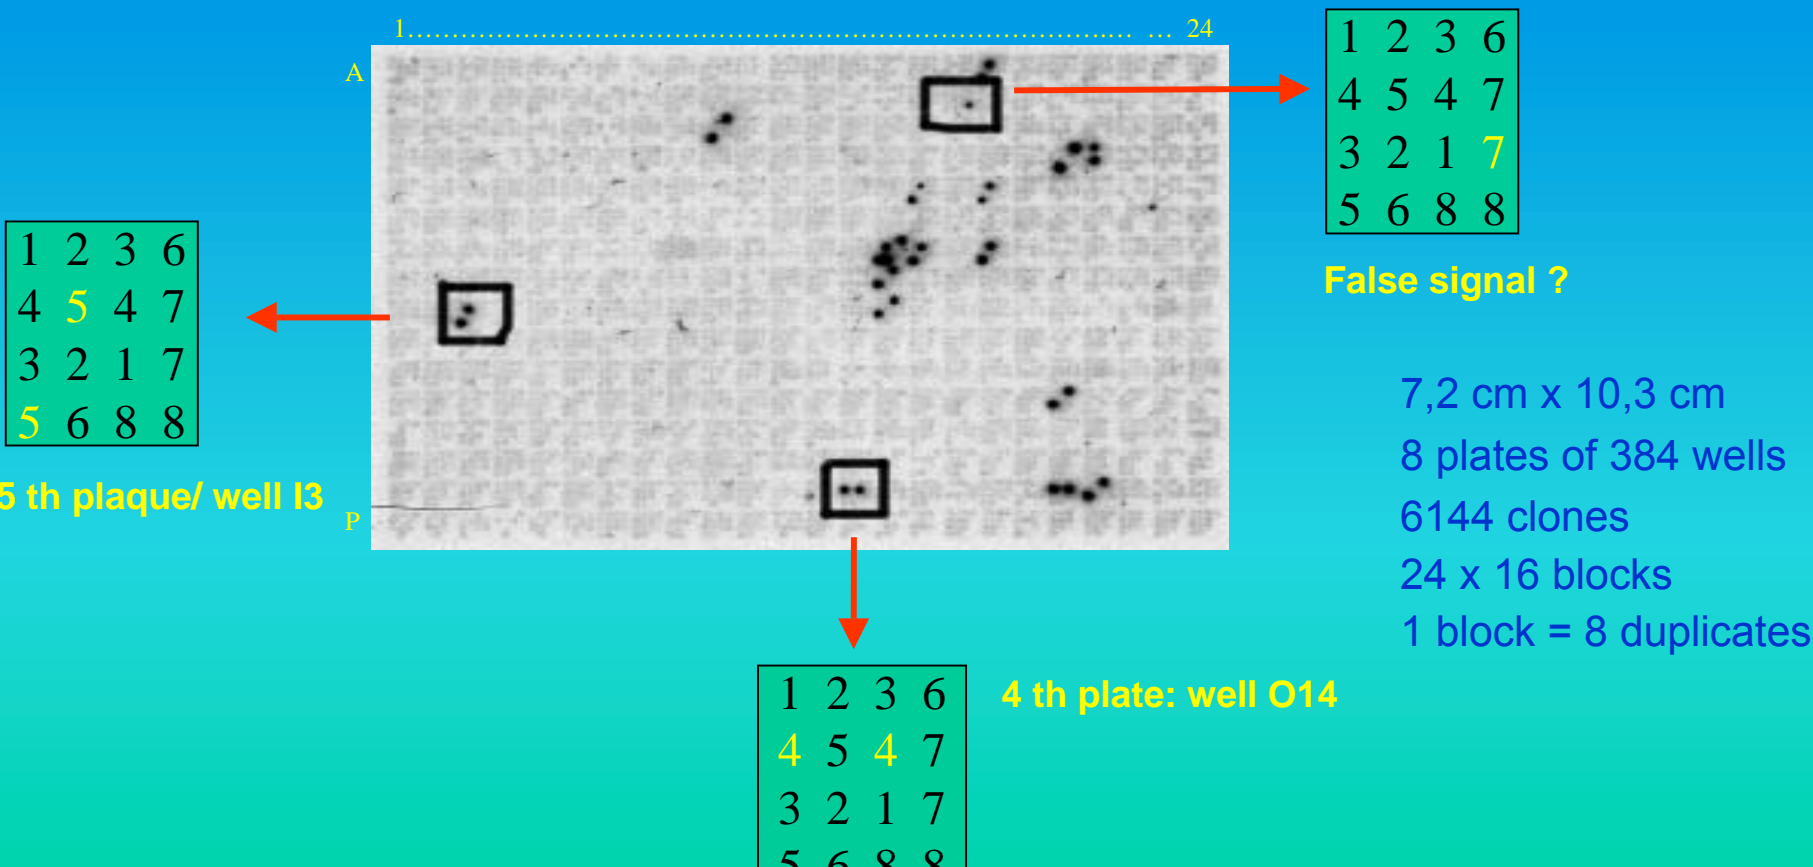 1……………………………………………………………………….… … 24
A
P
1 2 3 6
4 5 4 7
3 2 1 7
5 6 8 8
False signal ?
1 2 3 6
4 5 4 7
3 2 1 7
5 6 8 8
5 th plaque/ well I3
7,2 cm x 10,3 cm
8 plates of 384 wells
6144 clones
24 x 16 blocks
1 block = 8 duplicates
1 2 3 6
4 5 4 7
3 2 1 7
5 6 8 8
4 th plate: well O14